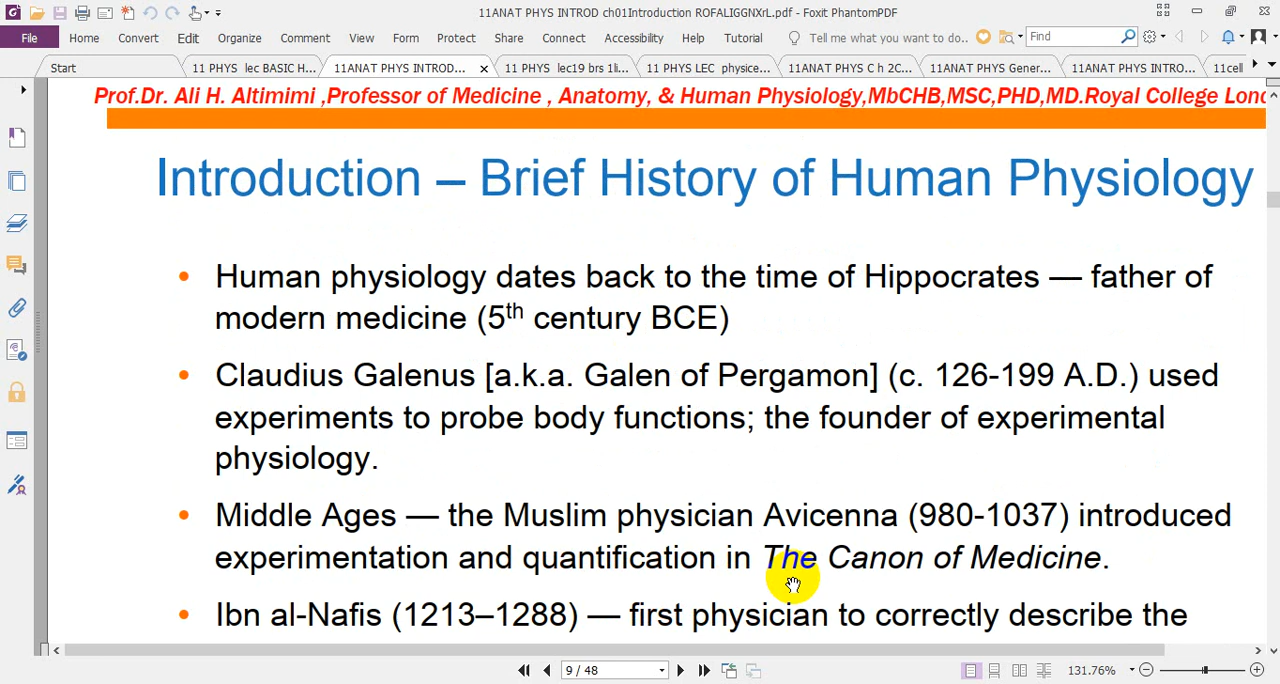 11ANAT PHYS INTROD ch01Introduction ROFALIGGNXrL.pdf - Foxit PhantomPDF
File Home Convert Edit Organize Comment View Form Protect Share Connect Accessibility Help Tutorial Tell me what you want to do.. Find
Start 11 PHYS lec BASIC H... 11ANAT PHYS INTROD... 11 PHYS lec19 brs 1li... 11 PHYS LEC physice... 11ANAT PHYS C h 2C... 11ANAT PHYS Gener... 11ANAT PHYS INTRO... 11cell
Prof.Dr. Ali H. Altimimi ,Professor of Medicine , Anatomy, & Human Physiology,MbCHB,MSC,PHD,MD.Royal College Lond
Introduction – Brief History of Human Physiology
• Human physiology dates back to the time of Hippocrates — father of
modern medicine (5th century BCE)
• Claudius Galenus [a.k.a. Galen of Pergamon] (c. 126-199 A.D.) used
experiments to probe body functions; the founder of experimental
physiology.
• Middle Ages — the Muslim physician Avicenna (980-1037) introduced
experimentation and quantification in The Canon of Medicine.
• Ibn al-Nafis (1213–1288) — first physician to correctly describe the
9 / 48 131.76%